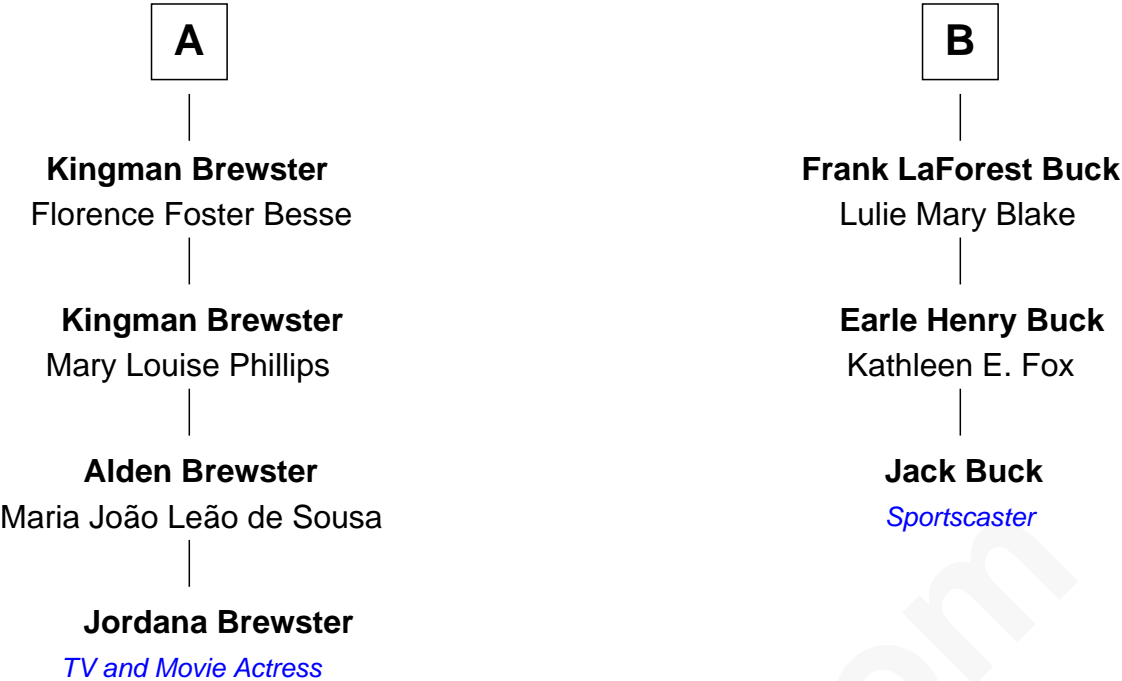 A
Kingman Brewster
Florence Foster Besse
Kingman Brewster
Mary Louise Phillips
Alden Brewster
Maria João Leão de Sousa
Jordana Brewster
TV and Movie Actress
B
Frank LaForest Buck
Lulie Mary Blake
Earle Henry Buck
Kathleen E. Fox
Jack Buck
Sportscaster
om